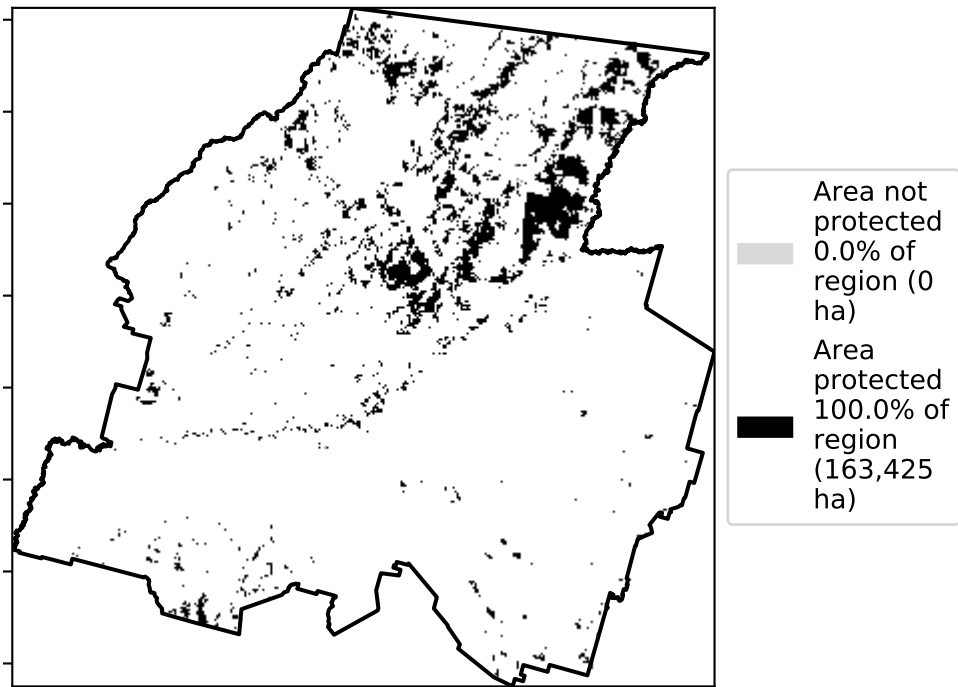 Area not
protected
0.0% of
region (0
ha)
Area
protected
100.0% of
region
(163,425
ha)